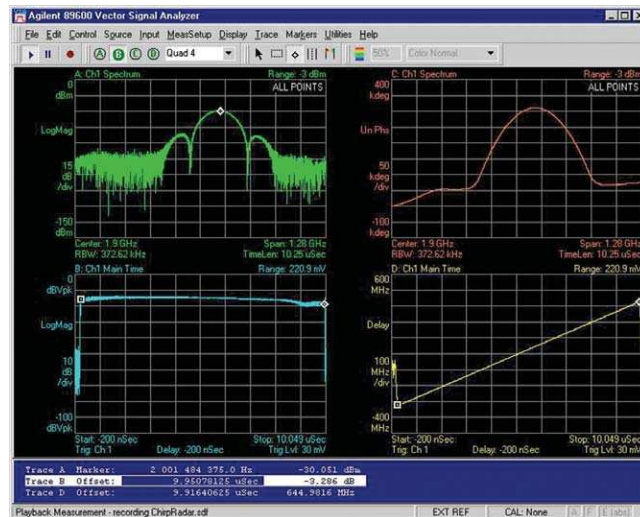 Agilent 89600 Vector Signal Analyzer
File Edit Control Source Input MeasSetup Display Trace Markers Utilities Help
A B C D Quad 4 50% Color Normal
A: Ch1 Spectrum Range: -3 dBm
0 ALL POINTS
dBm
LogMag
15
dB
/div
-150
dBm
Center: 1.9 GHz Span: 1.28 GHz
RBW: 372.62 kHz TimeLen: 10.25 uSec
C: Ch1 Spectrum Range: -3 dBm
400 ALL POINTS
kdeg
Un Phs
50
kdeg
/div
-100
kdeg
Center: 1.9 GHz Span: 1.28 GHz
RBW: 372.62 kHz TimeLen: 10.25 uSec
B: Ch1 Main Time Range: 220.9 mV
0
dBVpk
LogMag
10
dB
/div
-100
dBVpk
Start: -200 nSec Stop: 10.049 uSec
Trig: Ch 1 Delay: -200 nSec Trig Lvl: 30 mV
D: Ch1 Main Time Range: 220.9 mV
600
MHz
Delay
100
MHz
/div
-400
MHz
Start: -200 nSec Stop: 10.049 uSec
Trig: Ch 1 Delay: -200 nSec Trig Lvl: 30 mV
Trace A Marker: 2 001 484 375.0 Hz -30.051 dBm
Trace B Offset: 9.95078125 uSec -3.286 dB
Trace D Offset: 9.91640625 uSec 644.9816 MHz
Playback Measurement - recording ChirpRadar.sdf EXT REF CAL: None A F E (abs)